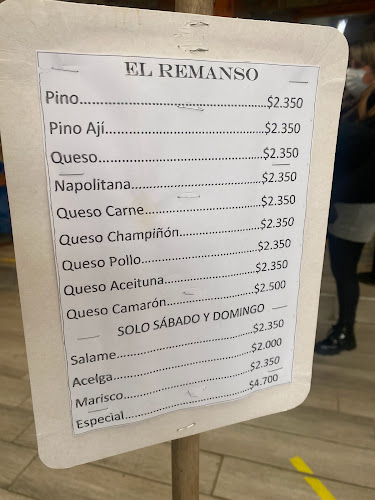 EL REMANSO
Pino..................................................$2.350
Pino Ají...........................................$2.350
Queso.............................................$2.350
Napolitana.....................................$2.350
Queso Carne..................................$2.350
Queso Champiñón.........................$2.350
Queso Pollo....................................$2.350
Queso Aceituna..............................$2.350
Queso Camarón.............................$2.500
SOLO SÁBADO Y DOMINGO
Salame............................................$2.350
Acelga.............................................$2.000
Marisco...........................................$2.350
Especial...........................................$4.700